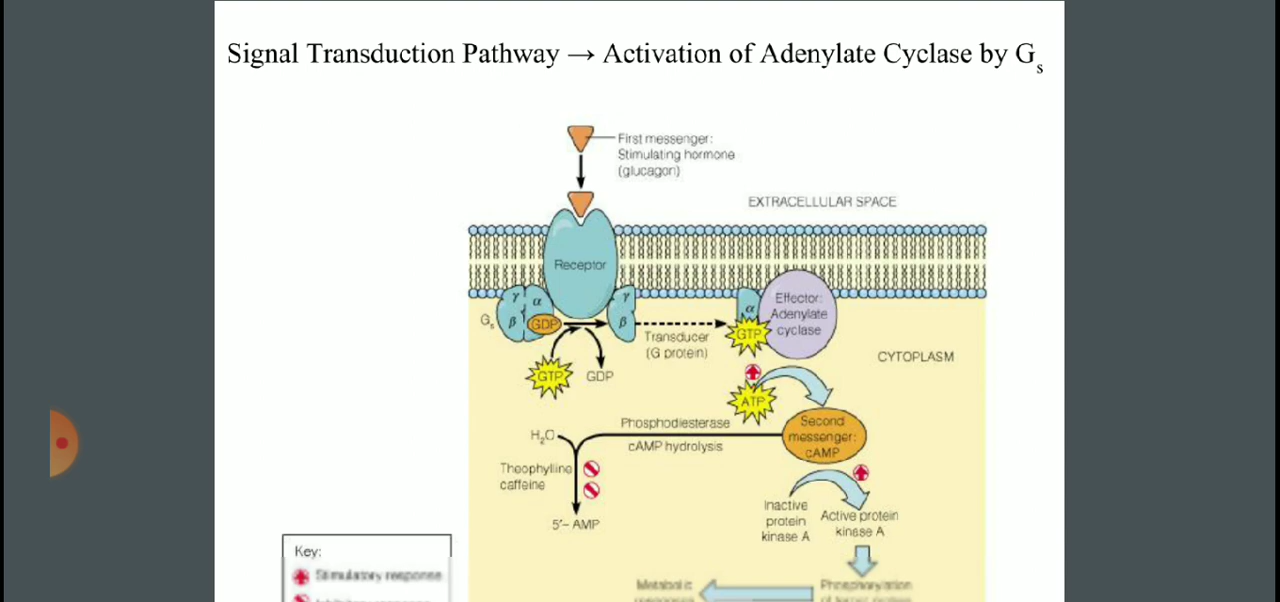 Signal Transduction Pathway → Activation of Adenylate Cyclase by Gs
First messenger:
Stimulating hormone
(glucagon)
EXTRACELLULAR SPACE
Receptor
γ α
β GDP
Gs
γ
β
Transducer
(G protein)
α
GTP
Effector:
Adenylate
cyclase
CYTOPLASM
GTP
GDP
ATP
Second
messenger:
cAMP
Phosphodiesterase
cAMP hydrolysis
H₂O
Theophylline
caffeine
5′– AMP
Inactive
protein
kinase A
Active protein
kinase A
Key:
Stimulatory response
Metabolic
Phosphorylation